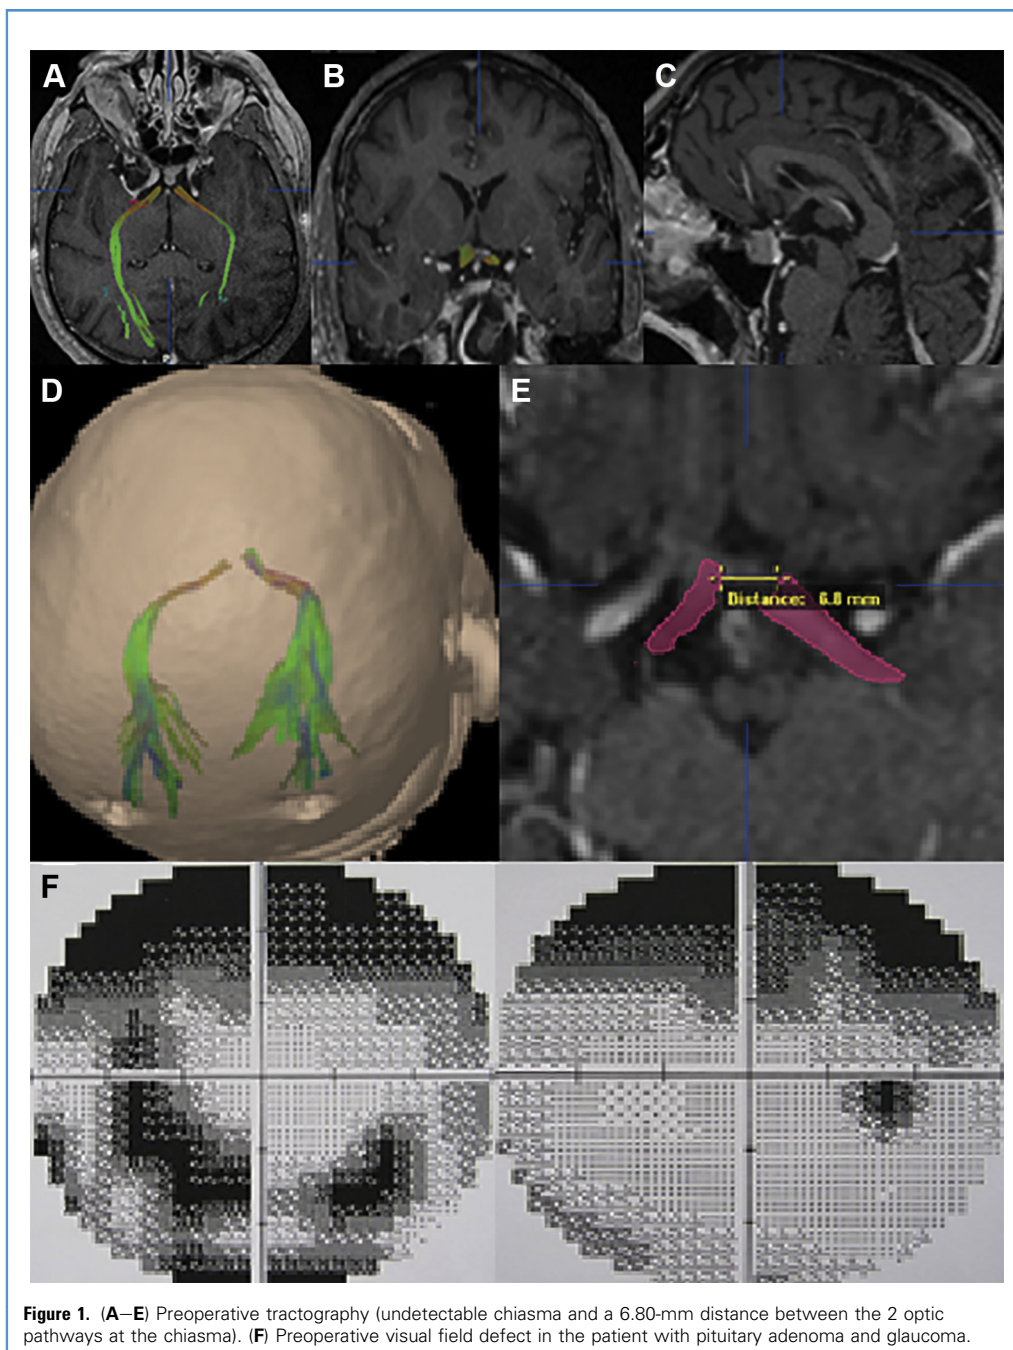 A
B
C
D
E
Distance: 6.8 mm
F
Figure 1. (A–E) Preoperative tractography (undetectable chiasma and a 6.80-mm distance between the 2 optic
pathways at the chiasma). (F) Preoperative visual field defect in the patient with pituitary adenoma and glaucoma.